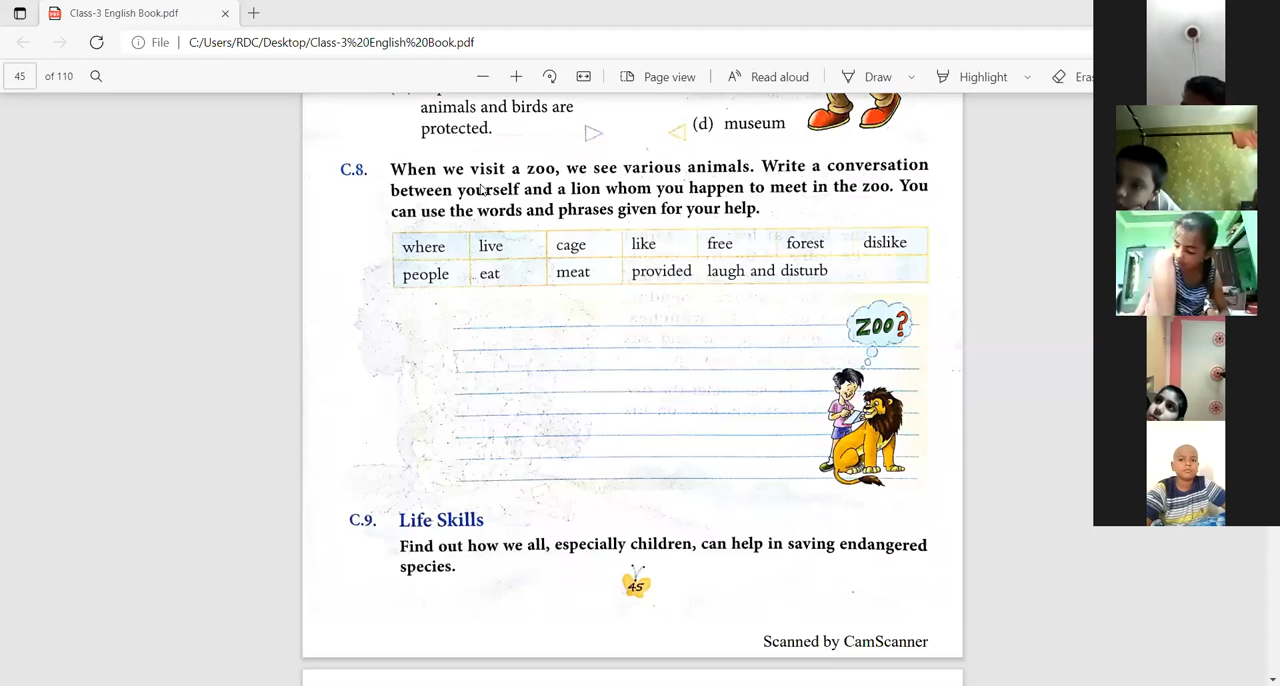 Class-3 English Book.pdf
File C:/Users/RDC/Desktop/Class-3%20English%20Book.pdf
45 of 110 Page view Read aloud Draw Highlight
animals and birds are
protected.
(d) museum
C.8. When we visit a zoo, we see various animals. Write a conversation
between yourself and a lion whom you happen to meet in the zoo. You
can use the words and phrases given for your help.
where live cage like free forest dislike
people eat meat provided laugh and disturb
ZOO?
C.9. Life Skills
Find out how we all, especially children, can help in saving endangered
species.
45
Scanned by CamScanner